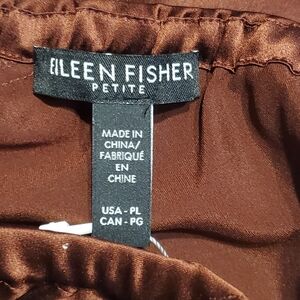 EILEEN FISHER
PETITE
MADE IN
CHINA/
FABRIQUÉ
EN
CHINE
USA-PL
CAN-PG